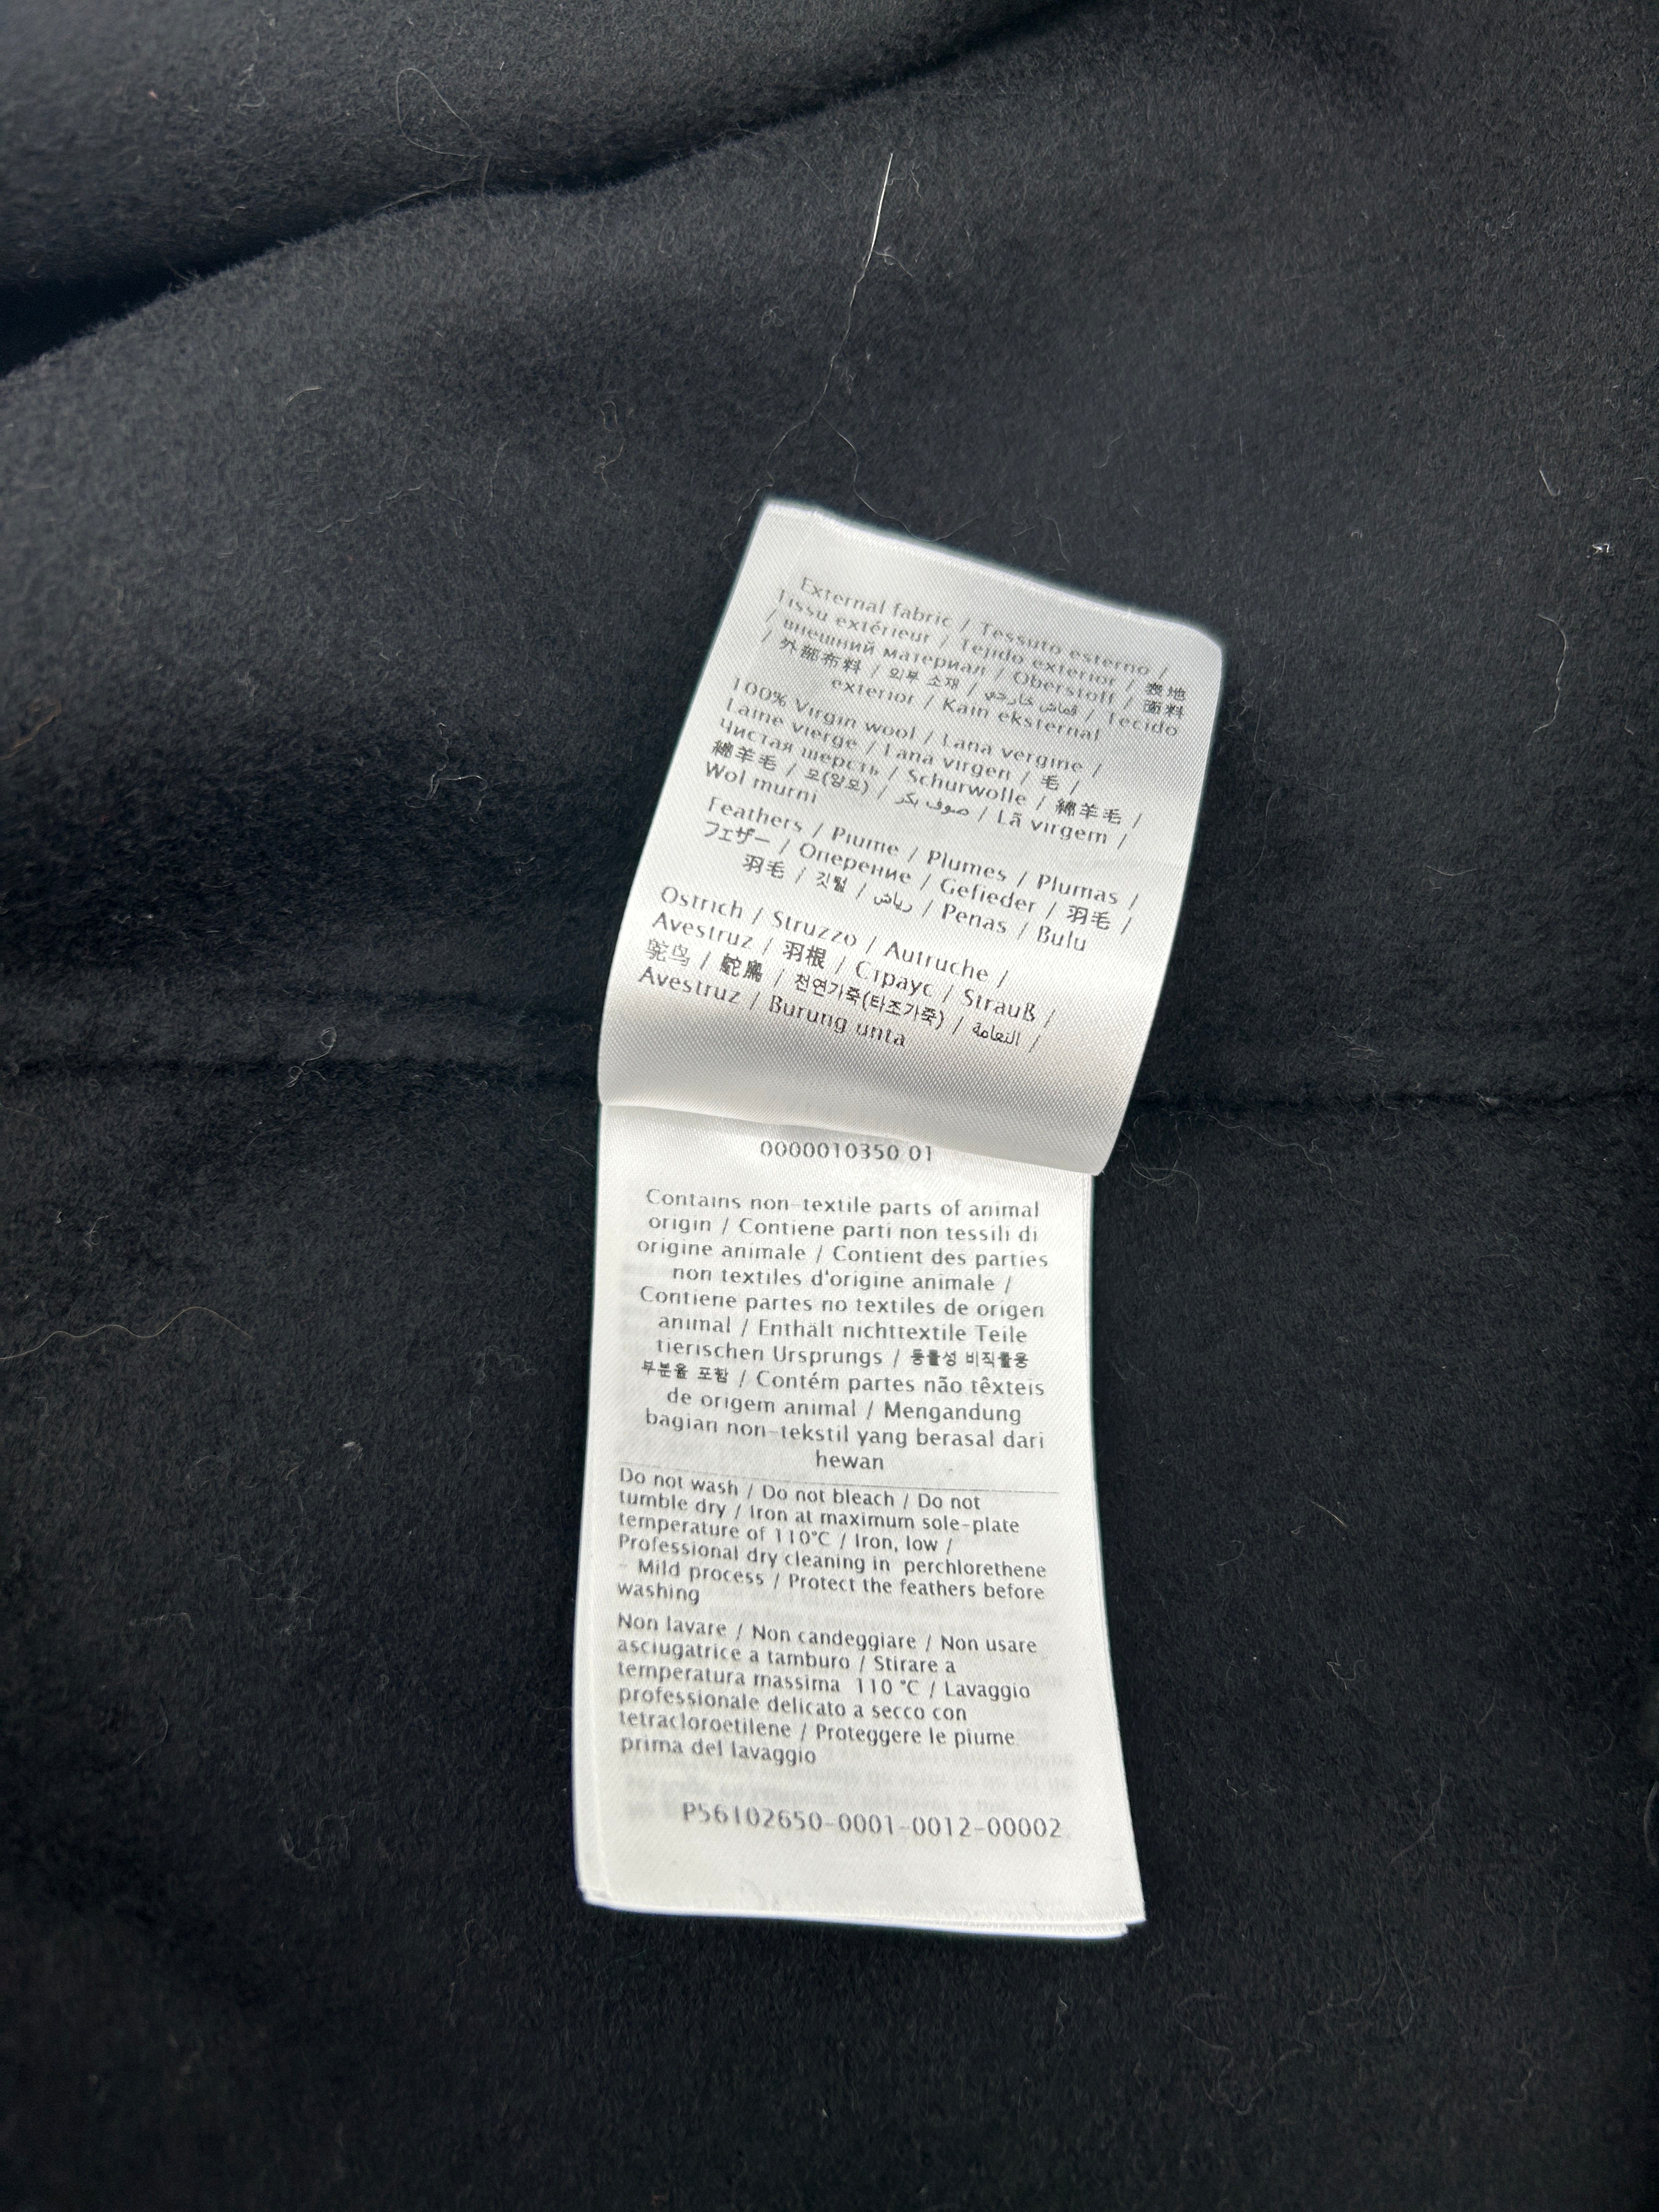 External fabric / Tessuto esterno /
Tissu extérieur / Tejido exterior / 表地
/ внешний материал / Oberstoff / 面料
/ 外部布料 / 외부 소재 / قماش خارجي / Tecido
exterior / Kain eksternal
100% Virgin wool / Lana vergine /
Laine vierge / Lana virgen / 毛 /
Чистая шерсть / Schurwolle / 綿羊毛 /
綿羊毛 / 모(양모) / صوف بكر / Lã virgem /
Wol murni
Feathers / Piume / Plumes / Plumas /
フェザー / Оперение / Gefieder / 羽毛 /
羽毛 / 깃털 / رياش / Penas / Bulu
Ostrich / Struzzo / Autruche /
Avestruz / 羽根 / Страус / Strauß /
鸵鸟 / 鴕鳥 / 천연가죽(타조가죽) / النعامة /
Avestruz / Burung unta
0000010350 01
Contains non-textile parts of animal
origin / Contiene parti non tessili di
origine animale / Contient des parties
non textiles d'origine animale /
Contiene partes no textiles de origen
animal / Enthält nichttextile Teile
tierischen Ursprungs / 동물성 비직물용
부분을 포함 / Contém partes não têxteis
de origem animal / Mengandung
bagian non-tekstil yang berasal dari
hewan
Do not wash / Do not bleach / Do not
tumble dry / Iron at maximum sole-plate
temperature of 110°C / Iron, low /
Professional dry cleaning in perchlorethene
- Mild process / Protect the feathers before
washing
Non lavare / Non candeggiare / Non usare
asciugatrice a tamburo / Stirare a
temperatura massima 110 °C / Lavaggio
professionale delicato a secco con
tetracloroetilene / Proteggere le piume
prima del lavaggio
P56102650-0001-0012-00002